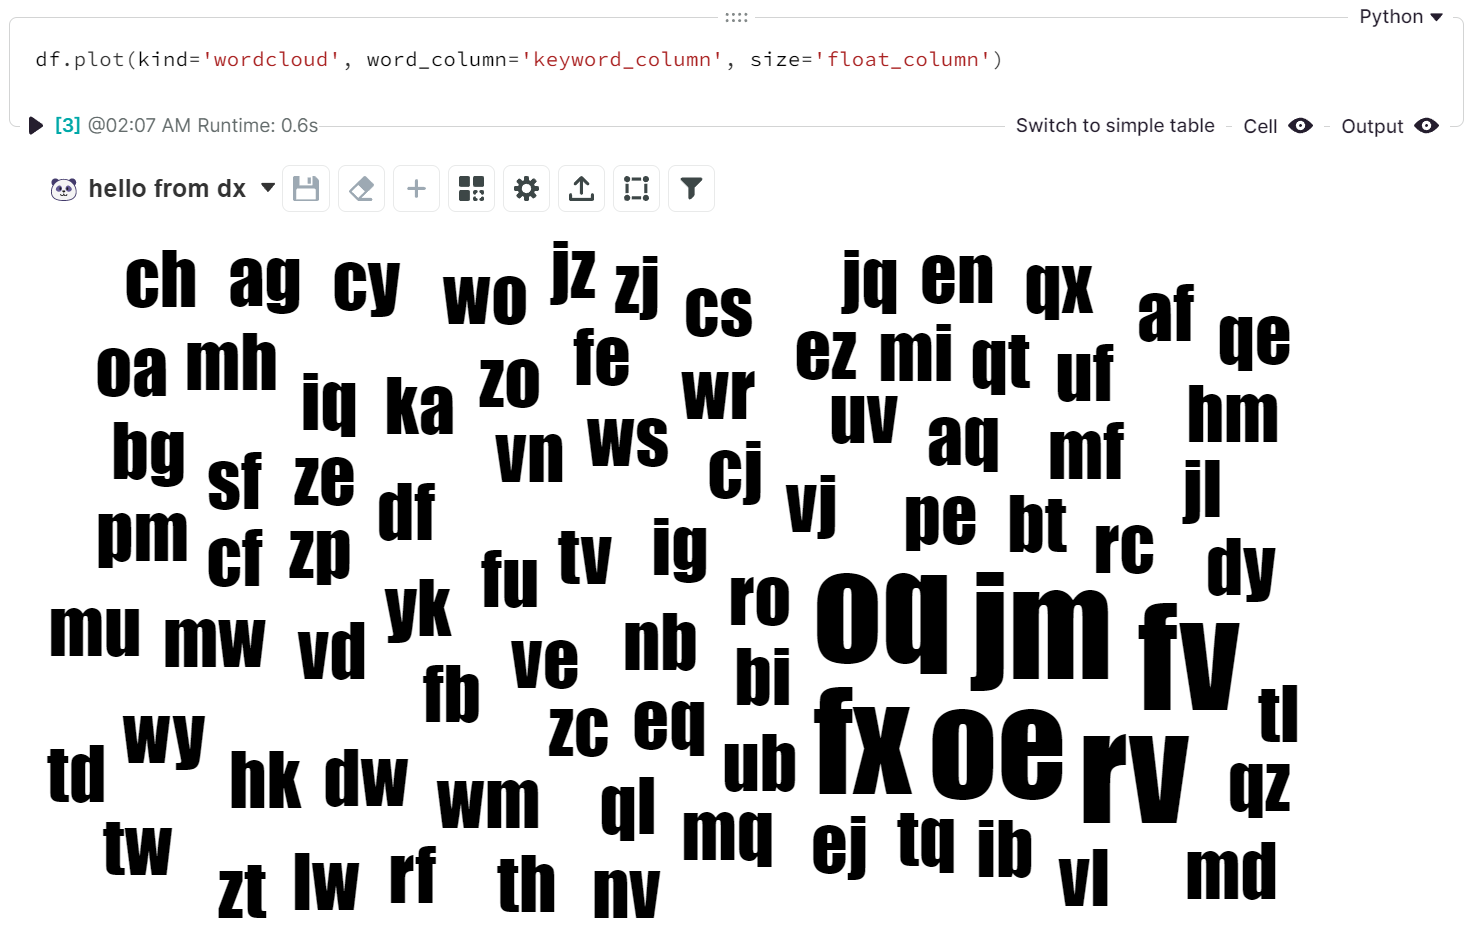 Python
df.plot(kind='wordcloud', word_column='keyword_column', size='float_column')
[3] @02:07 AM Runtime: 0.6s
Switch to simple table
Cell
Output
hello from dx
ch ag cy wo jz zj cs jq en qx af qe
oa mh iq ka zo fe wr ez mi qt uf hm
bg sf ze df vn ws cj uv aq mf jl
pm cf zp fu tv ig vj pe bt rc dy
mu mw vd yk ve nb ro oq jm fv
fb zc eq bi fx oe rv tl
td wy hk dw wm ql ub qz
tw zt lw rf th nv mq ej tq ib vl md